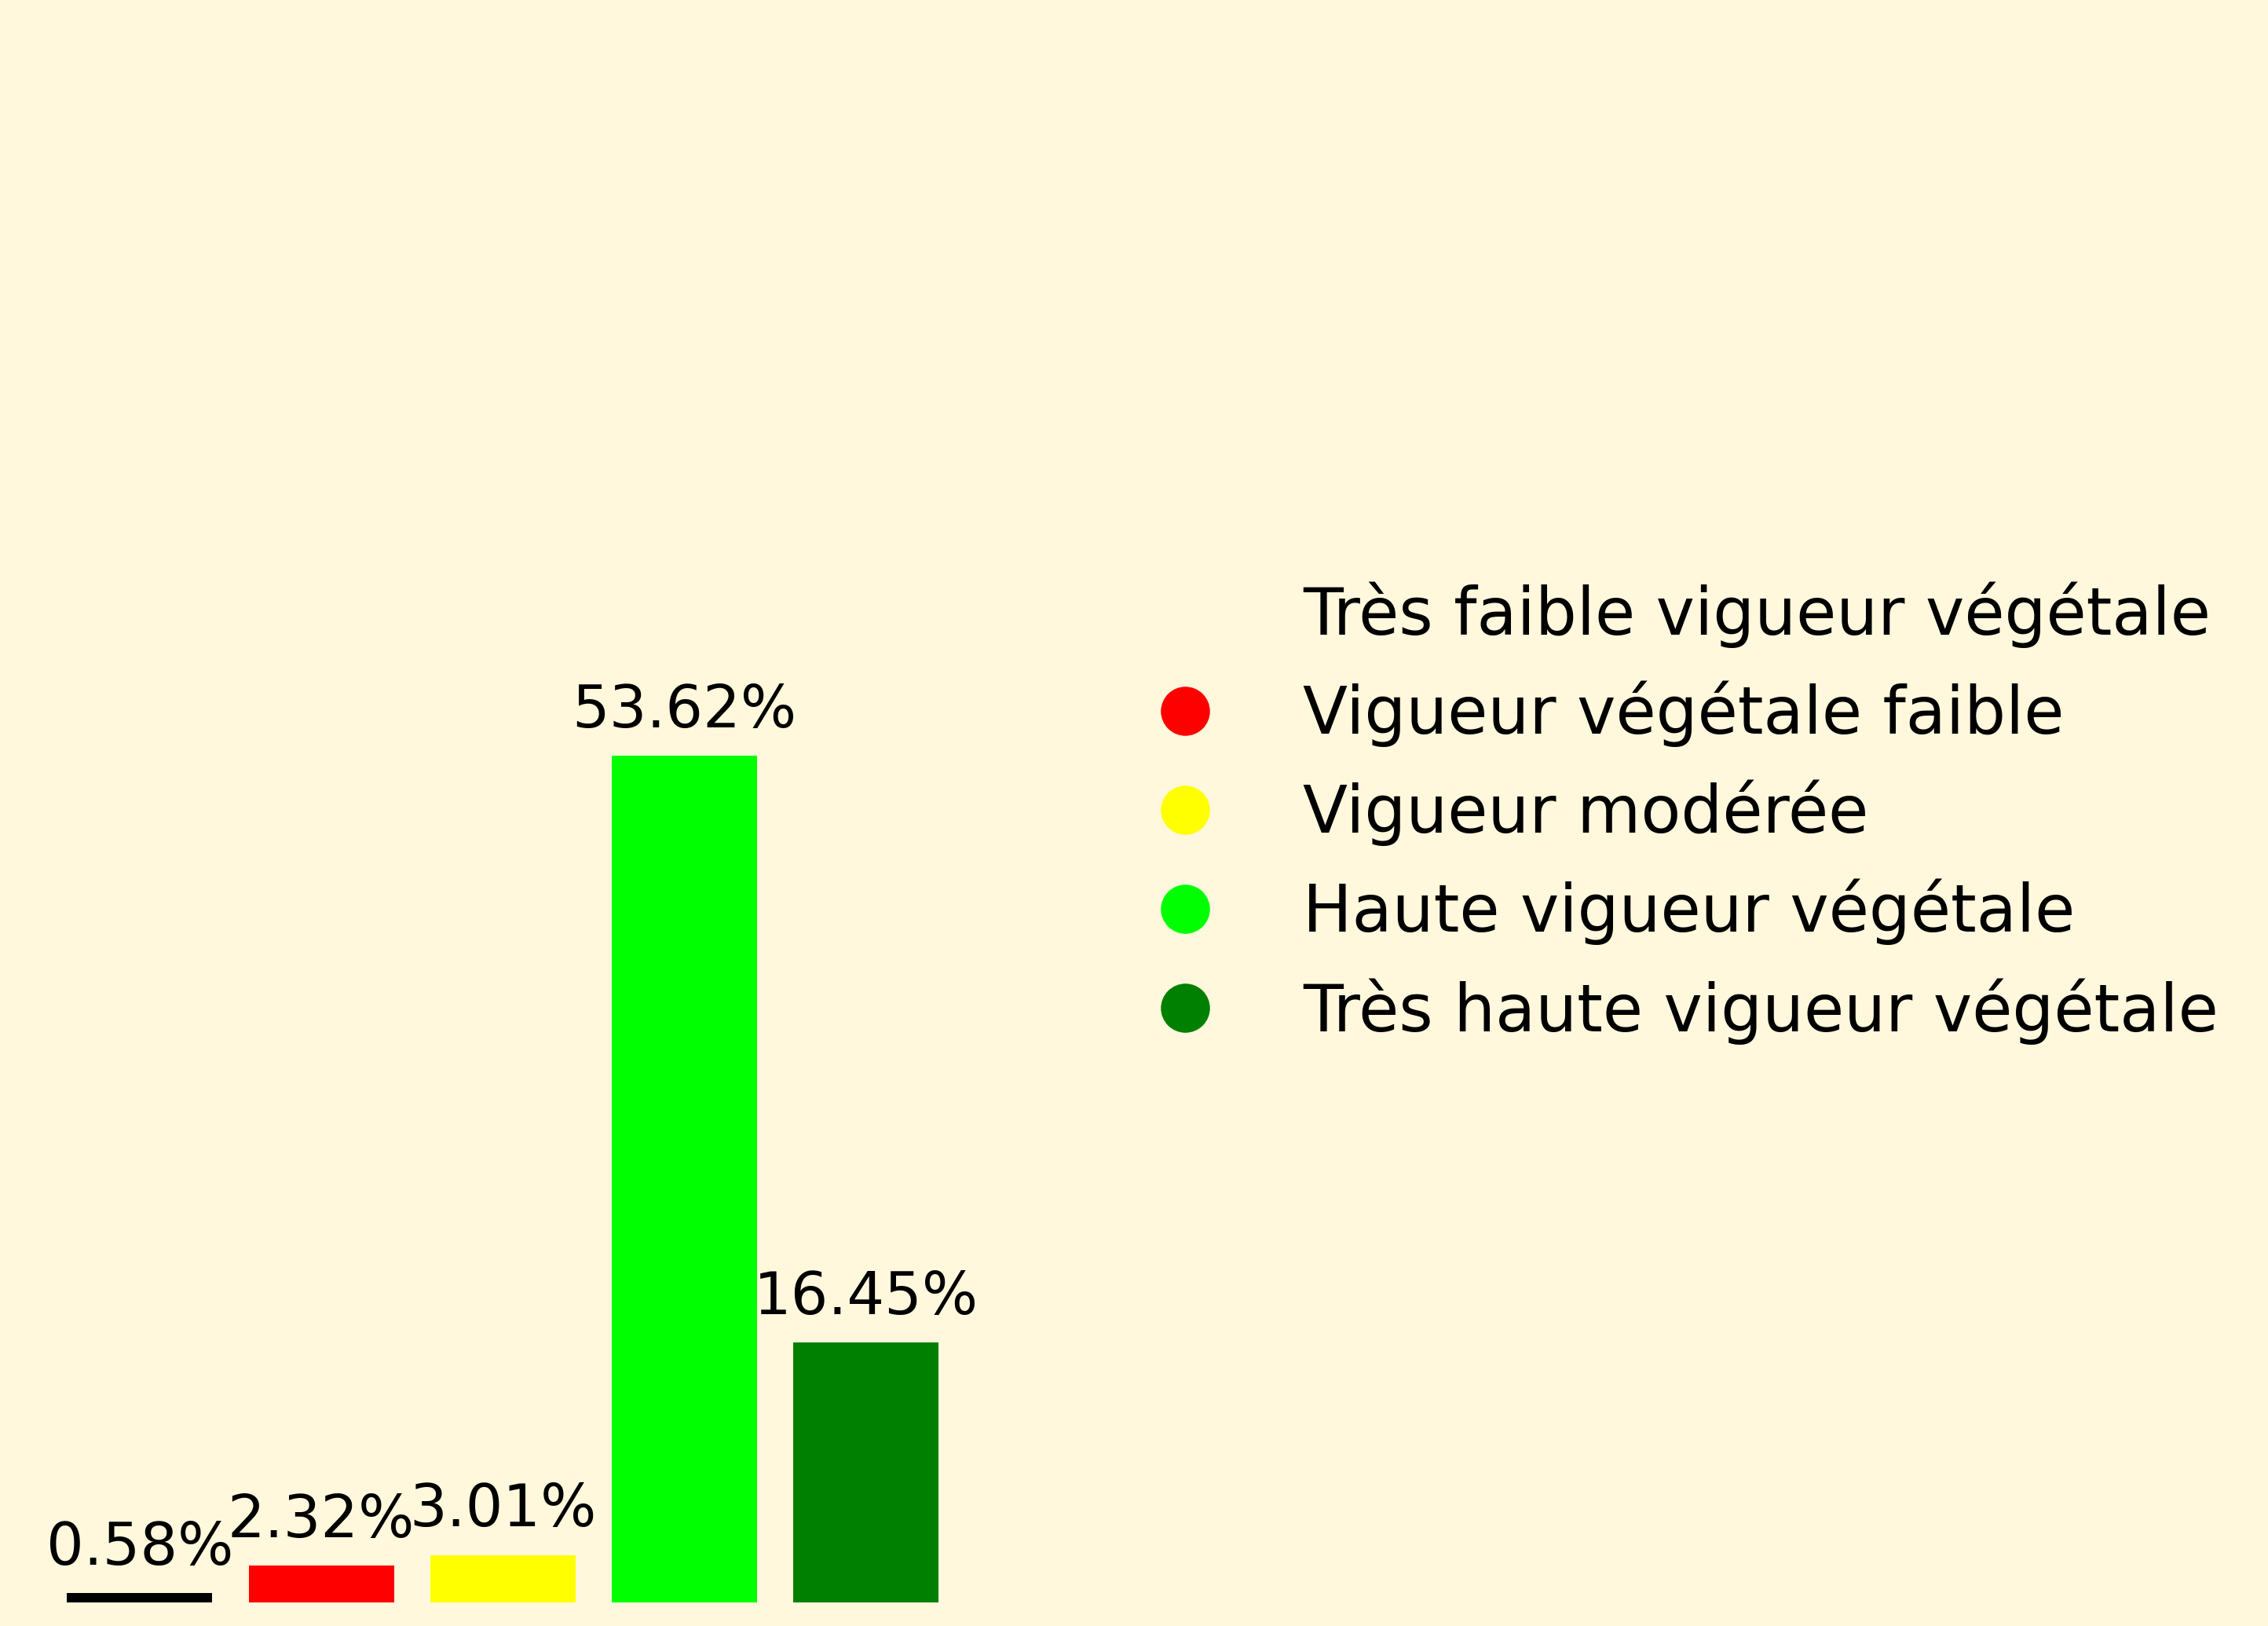 Très faible vigueur végétale
Vigueur végétale faible
53.62%
Vigueur modérée
Haute vigueur végétale
Très haute vigueur végétale
16.45%
3.01%
2.32%
0.58%